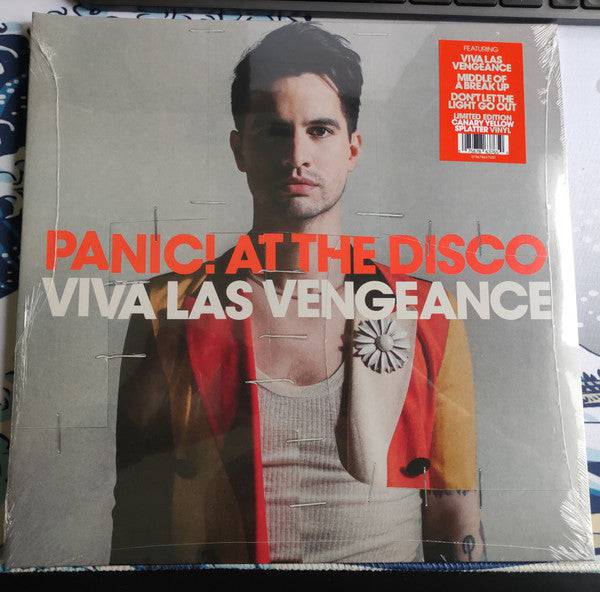 PANIC! AT THE DISCO
VIVA LAS VENGEANCE
FEATURING
VIVA LAS
VENGEANCE
MIDDLE OF
A BREAK UP
DON'T LET THE
LIGHT GO OUT
LIMITED EDITION
CANARY YELLOW
SPLATTER VINYL